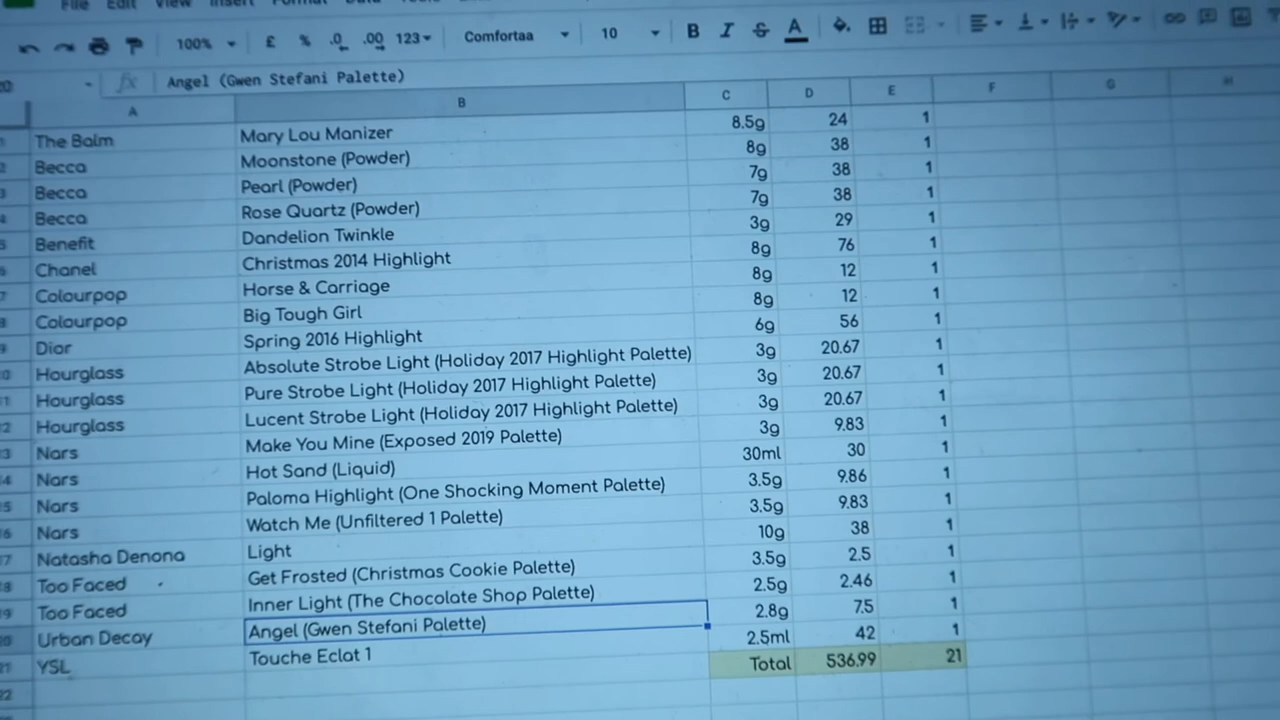 File Edit View Insert Format
100% £ % .0 .00 123 Comfortaa 10 B I S A
fx Angel (Gwen Stefani Palette)
A B C D E F G H
The Balm Mary Lou Manizer 8.5g 24 1
Becca Moonstone (Powder) 8g 38 1
Becca Pearl (Powder) 7g 38 1
Becca Rose Quartz (Powder) 7g 38 1
Benefit Dandelion Twinkle 3g 29 1
Chanel Christmas 2014 Highlight 8g 76 1
Colourpop Horse & Carriage 8g 12 1
Colourpop Big Tough Girl 8g 12 1
Dior Spring 2016 Highlight 6g 56 1
Hourglass Absolute Strobe Light (Holiday 2017 Highlight Palette) 3g 20.67 1
Hourglass Pure Strobe Light (Holiday 2017 Highlight Palette) 3g 20.67 1
Hourglass Lucent Strobe Light (Holiday 2017 Highlight Palette) 3g 20.67 1
Nars Make You Mine (Exposed 2019 Palette) 3g 9.83 1
Nars Hot Sand (Liquid) 30ml 30 1
Nars Paloma Highlight (One Shocking Moment Palette) 3.5g 9.86 1
Nars Watch Me (Unfiltered 1 Palette) 3.5g 9.83 1
Natasha Denona Light 10g 38 1
Too Faced Get Frosted (Christmas Cookie Palette) 3.5g 2.5 1
Too Faced Inner Light (The Chocolate Shop Palette) 2.5g 2.46 1
Urban Decay Angel (Gwen Stefani Palette) 2.8g 7.5 1
YSL Touche Eclat 1 2.5ml 42 1
Total 536.99 21